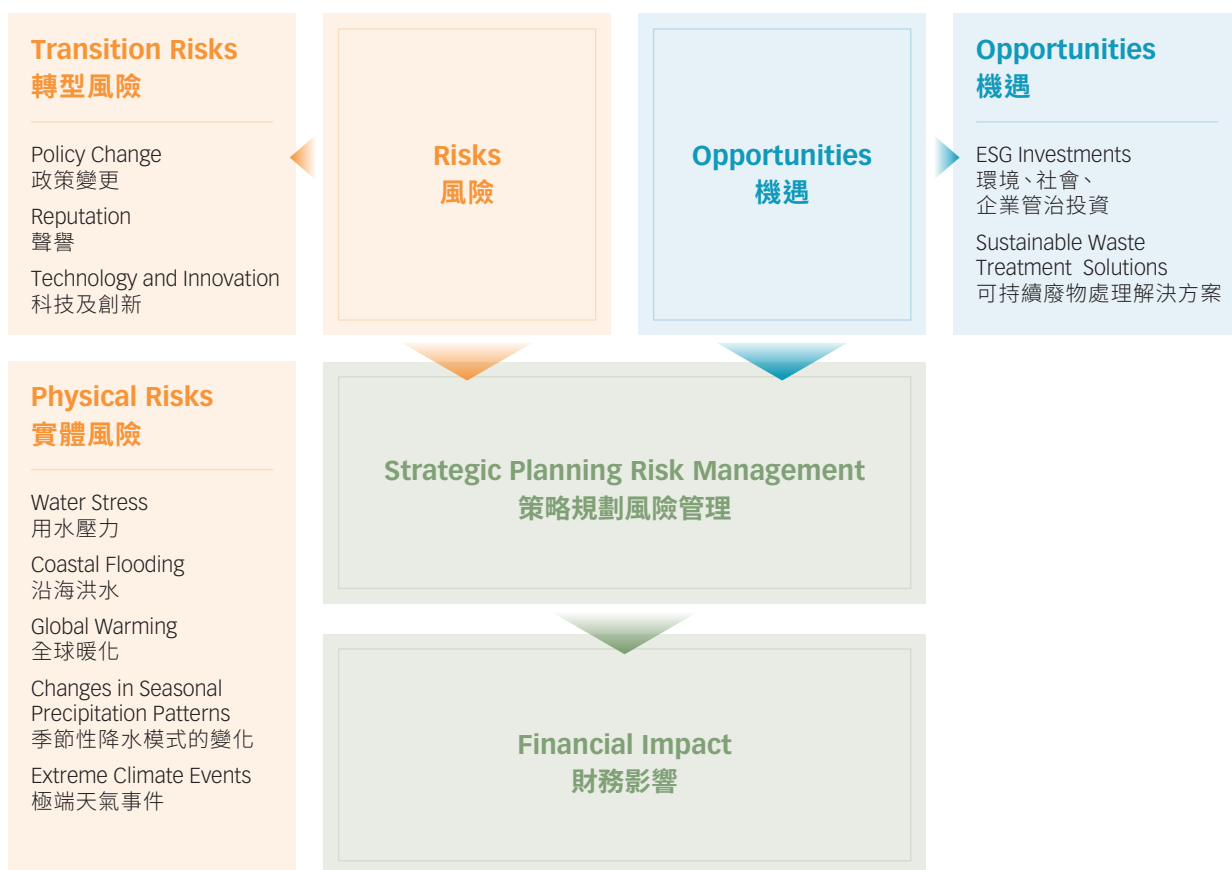 Transition Risks
轉型風險
Policy Change
政策變更
Reputation
聲譽
Technology and Innovation
科技及創新
Physical Risks
實體風險
Water Stress
用水壓力
Coastal Flooding
沿海洪水
Global Warming
全球暖化
Changes in Seasonal
Precipitation Patterns
季節性降水模式的變化
Extreme Climate Events
極端天氣事件
Risks
風險
Opportunities
機遇
Opportunities
機遇
ESG Investments
環境、社會、
企業管治投資
Sustainable Waste
Treatment Solutions
可持續廢物處理解決方案
Strategic Planning Risk Management
策略規劃風險管理
Financial Impact
財務影響